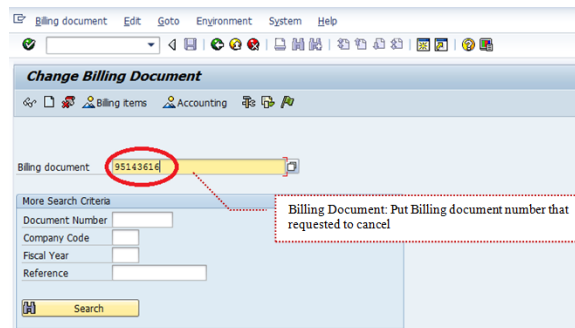 Billing document Edit Goto Environment System Help
Change Billing Document
Billing items Accounting
Billing document 95143616
Billing Document: Put Billing document number that
requested to cancel
More Search Criteria
Document Number
Company Code
Fiscal Year
Reference
Search